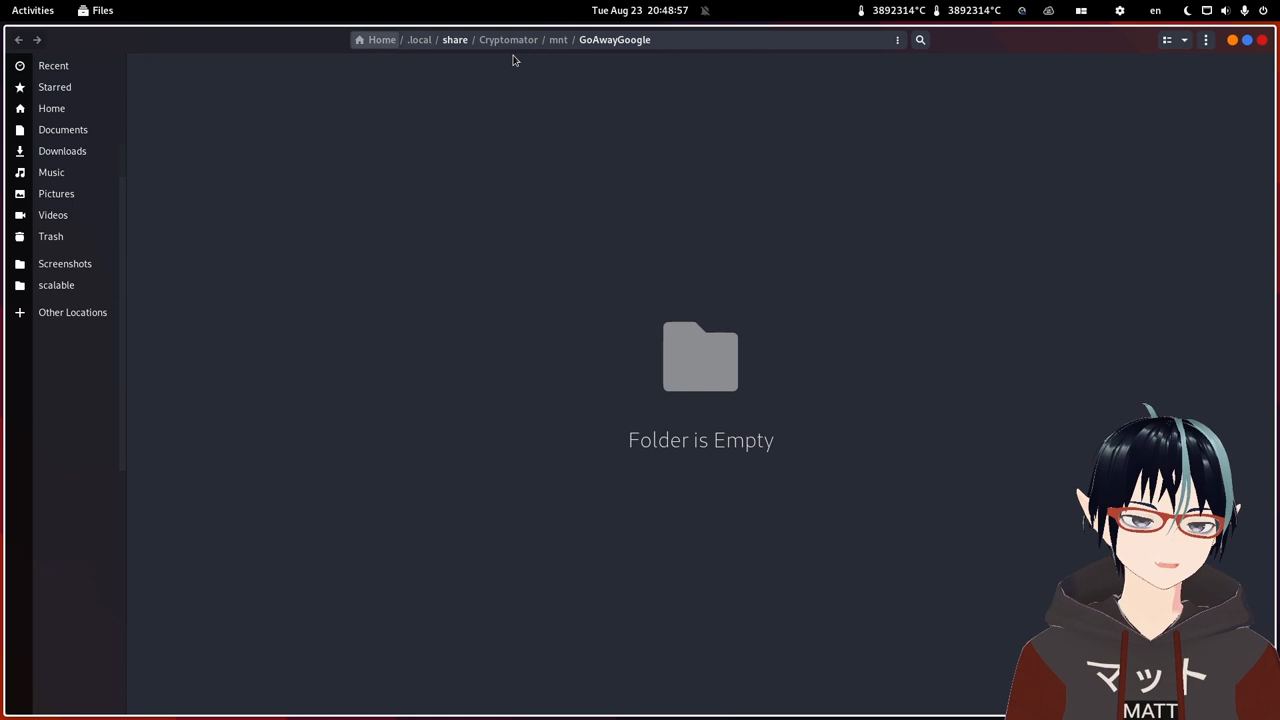 Activities Files Tue Aug 23 20:48:57 3892314°C 3892314°C en
Home / .local / share / Cryptomator / mnt / GoAwayGoogle
Recent
Starred
Home
Documents
Downloads
Music
Pictures
Videos
Trash
Screenshots
scalable
Other Locations
Folder is Empty
マット
MATT